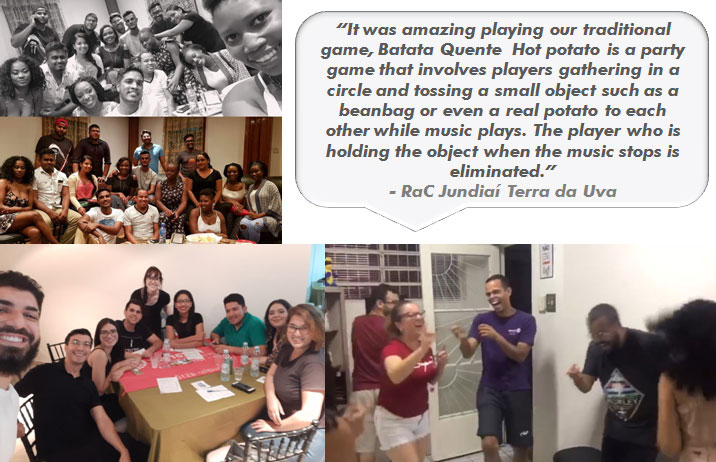 “It was amazing playing our traditional
game, Batata Quente  Hot potato is a party
game that involves players gathering in a
circle and tossing a small object such as a
beanbag or even a real potato to each
other while music plays. The player who is
holding the object when the music stops is
eliminated.”
- RaC Jundiaí Terra da Uva